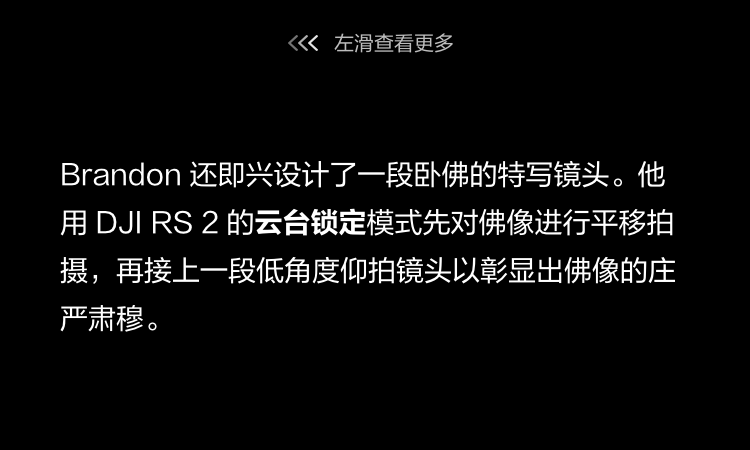 左滑查看更多
Brandon 还即兴设计了一段卧佛的特写镜头。他
用 DJI RS 2 的云台锁定模式先对佛像进行平移拍
摄，再接上一段低角度仰拍镜头以彰显出佛像的庄
严肃穆。